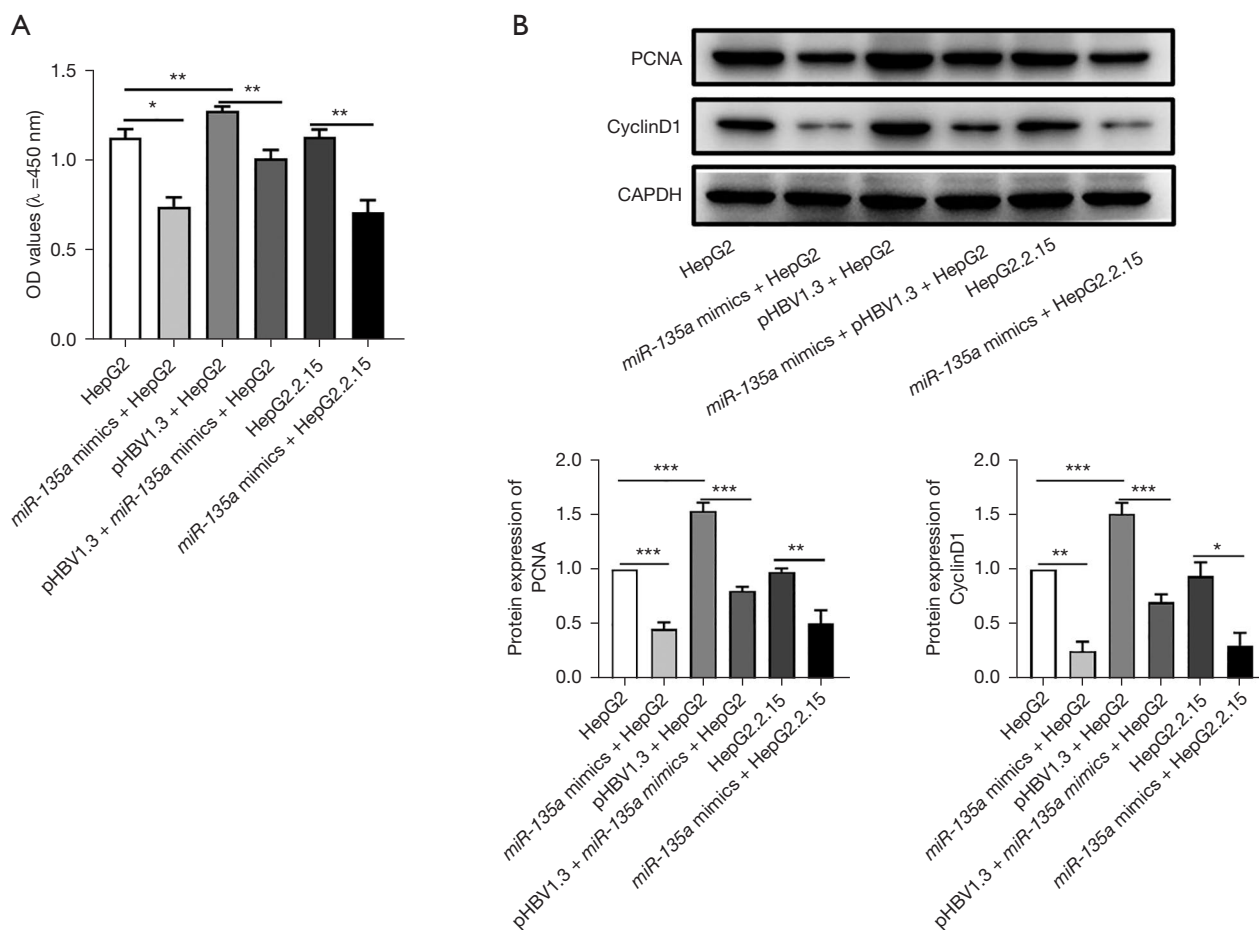 A
OD values (λ =450 nm)
1.5
1.0
0.5
0.0
**
*
**
**
HepG2
miR-135a mimics + HepG2
pHBV1.3 + HepG2
pHBV1.3 + miR-135a mimics + HepG2
HepG2.2.15
miR-135a mimics + HepG2.2.15
B
PCNA
CyclinD1
CAPDH
HepG2
miR-135a mimics + HepG2
pHBV1.3 + HepG2
miR-135a mimics + pHBV1.3 + HepG2
HepG2.2.15
miR-135a mimics + HepG2.2.15
Protein expression of
PCNA
2.0
1.5
1.0
0.5
0.0
***
***
***
**
HepG2
miR-135a mimics + HepG2
pHBV1.3 + HepG2
pHBV1.3 + miR-135a mimics + HepG2
HepG2.2.15
miR-135a mimics + HepG2.2.15
Protein expression of
CyclinD1
2.0
1.5
1.0
0.5
0.0
***
**
***
*
HepG2
miR-135a mimics + HepG2
pHBV1.3 + HepG2
pHBV1.3 + miR-135a mimics + HepG2
HepG2.2.15
miR-135a mimics + HepG2.2.15